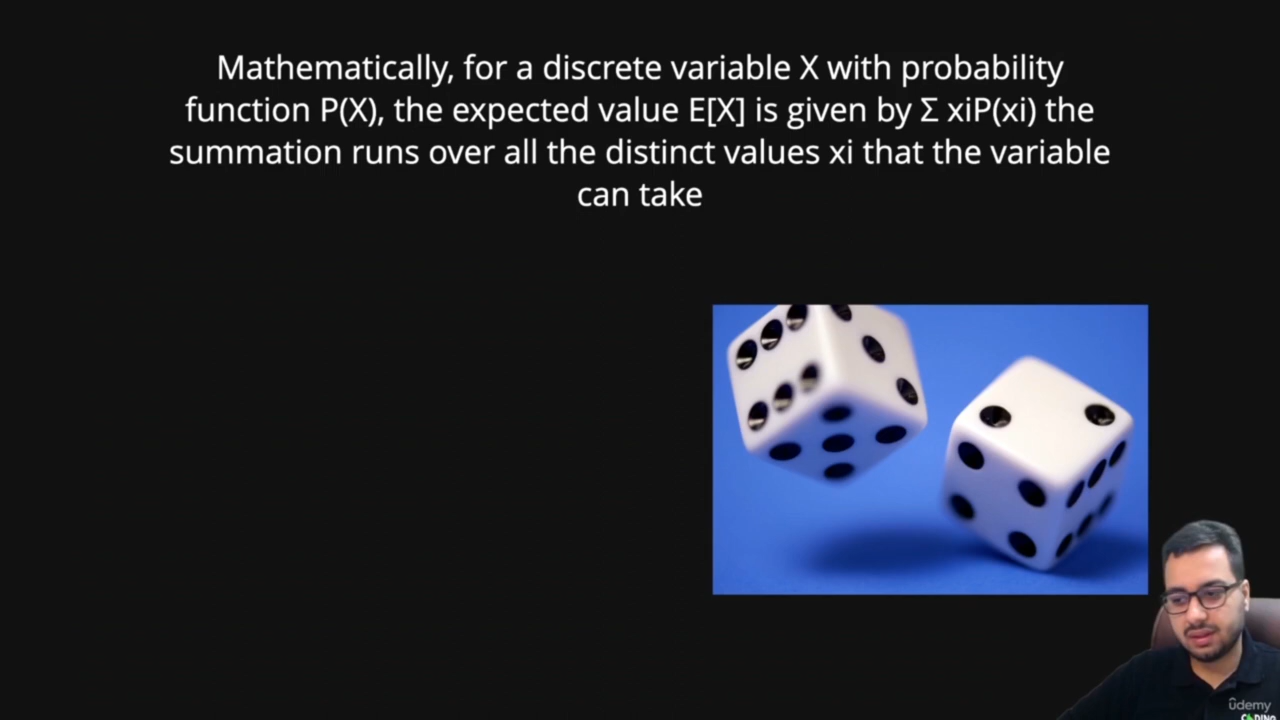 Mathematically, for a discrete variable X with probability
function P(X), the expected value E[X] is given by Σ xiP(xi) the
summation runs over all the distinct values xi that the variable
can take
ûdemy